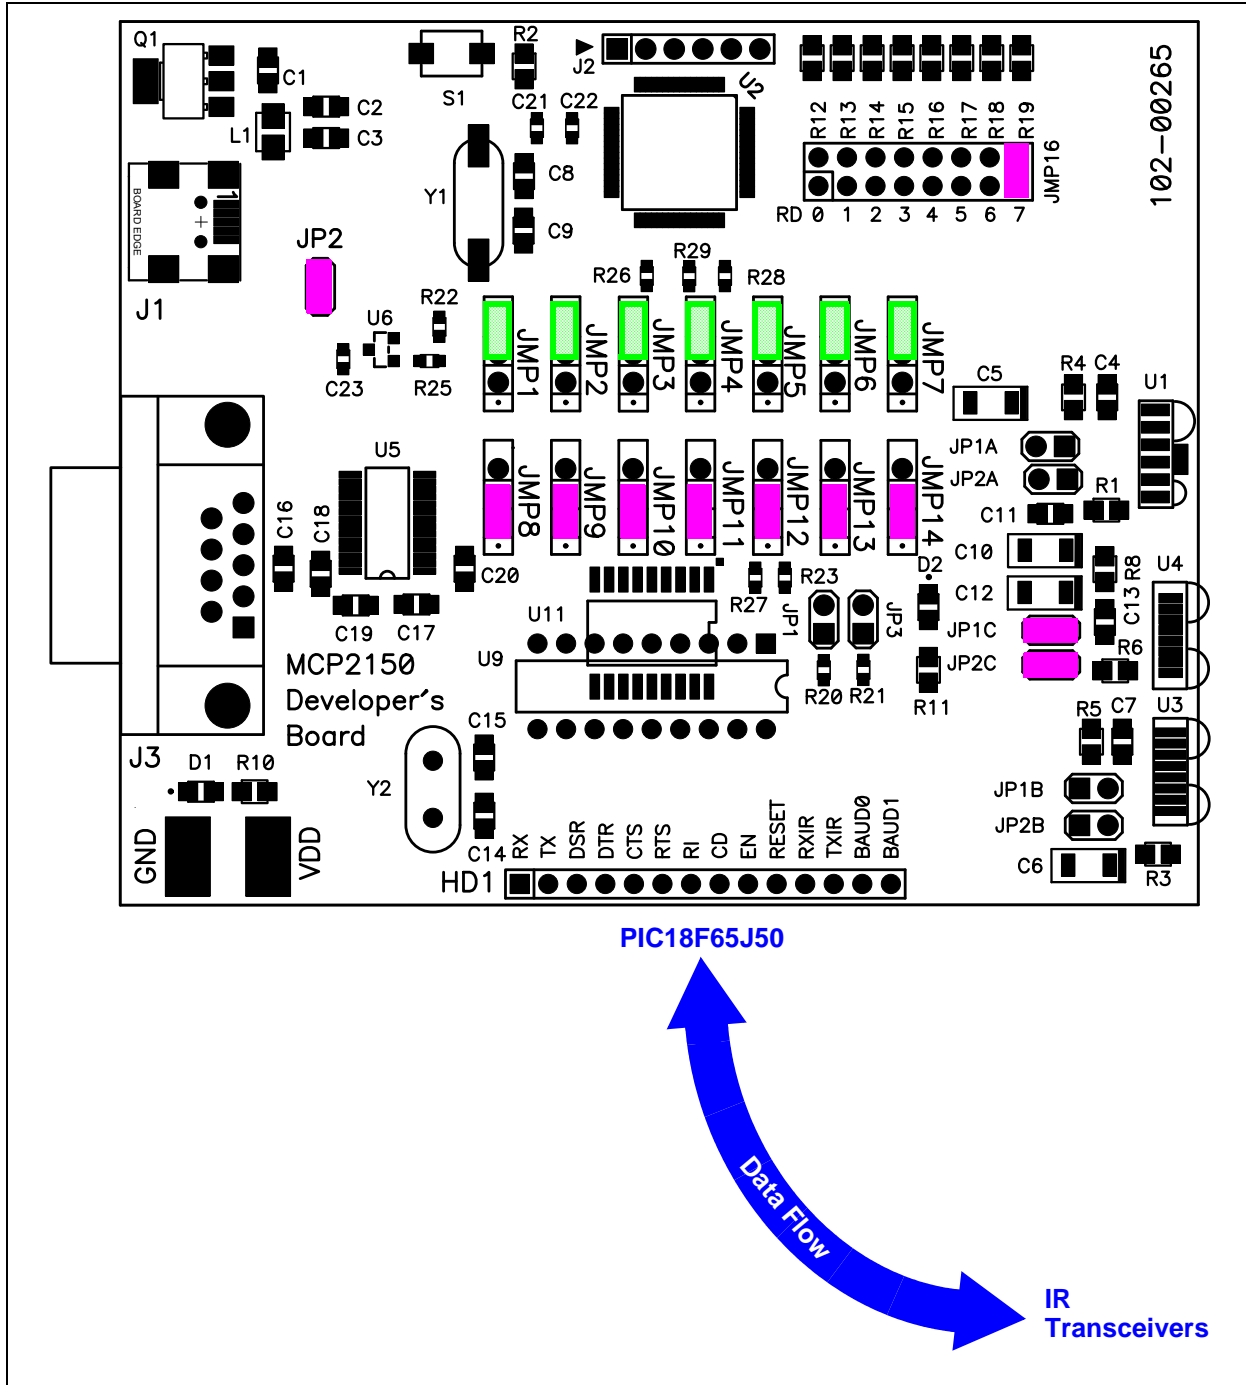 Q1
C1
C2
C3
L1
S1
R2
J2
C21
C22
U2
R12
R13
R14
R15
R16
R17
R18
R19
JMP16
RD 0 1 2 3 4 5 6 7
102-00265
1
BOARD EDGE
J1
JP2
Y1
C8
C9
R26
R29
R28
R22
U6
C23
R25
JMP1
JMP2
JMP3
JMP4
JMP5
JMP6
JMP7
C5
R4
C4
U1
JP1A
JP2A
R1
C11
U5
C16
C18
C20
C19
C17
JMP8
JMP9
JMP10
JMP11
JMP12
JMP13
JMP14
D2
C10
C12
R8
C13
U4
JP1C
JP2C
R6
R27
R23
JP1
JP3
U11
U9
R20
R21
R11
MCP2150
Developer's
Board
J3
D1
R10
GND
VDD
Y2
C15
C14
R5
C7
U3
JP1B
JP2B
C6
R3
HD1
RX
TX
DSR
DTR
CTS
RTS
RI
CD
EN
RESET
RXIR
TXIR
BAUD0
BAUD1
PIC18F65J50
Data Flow
IR
Transceivers